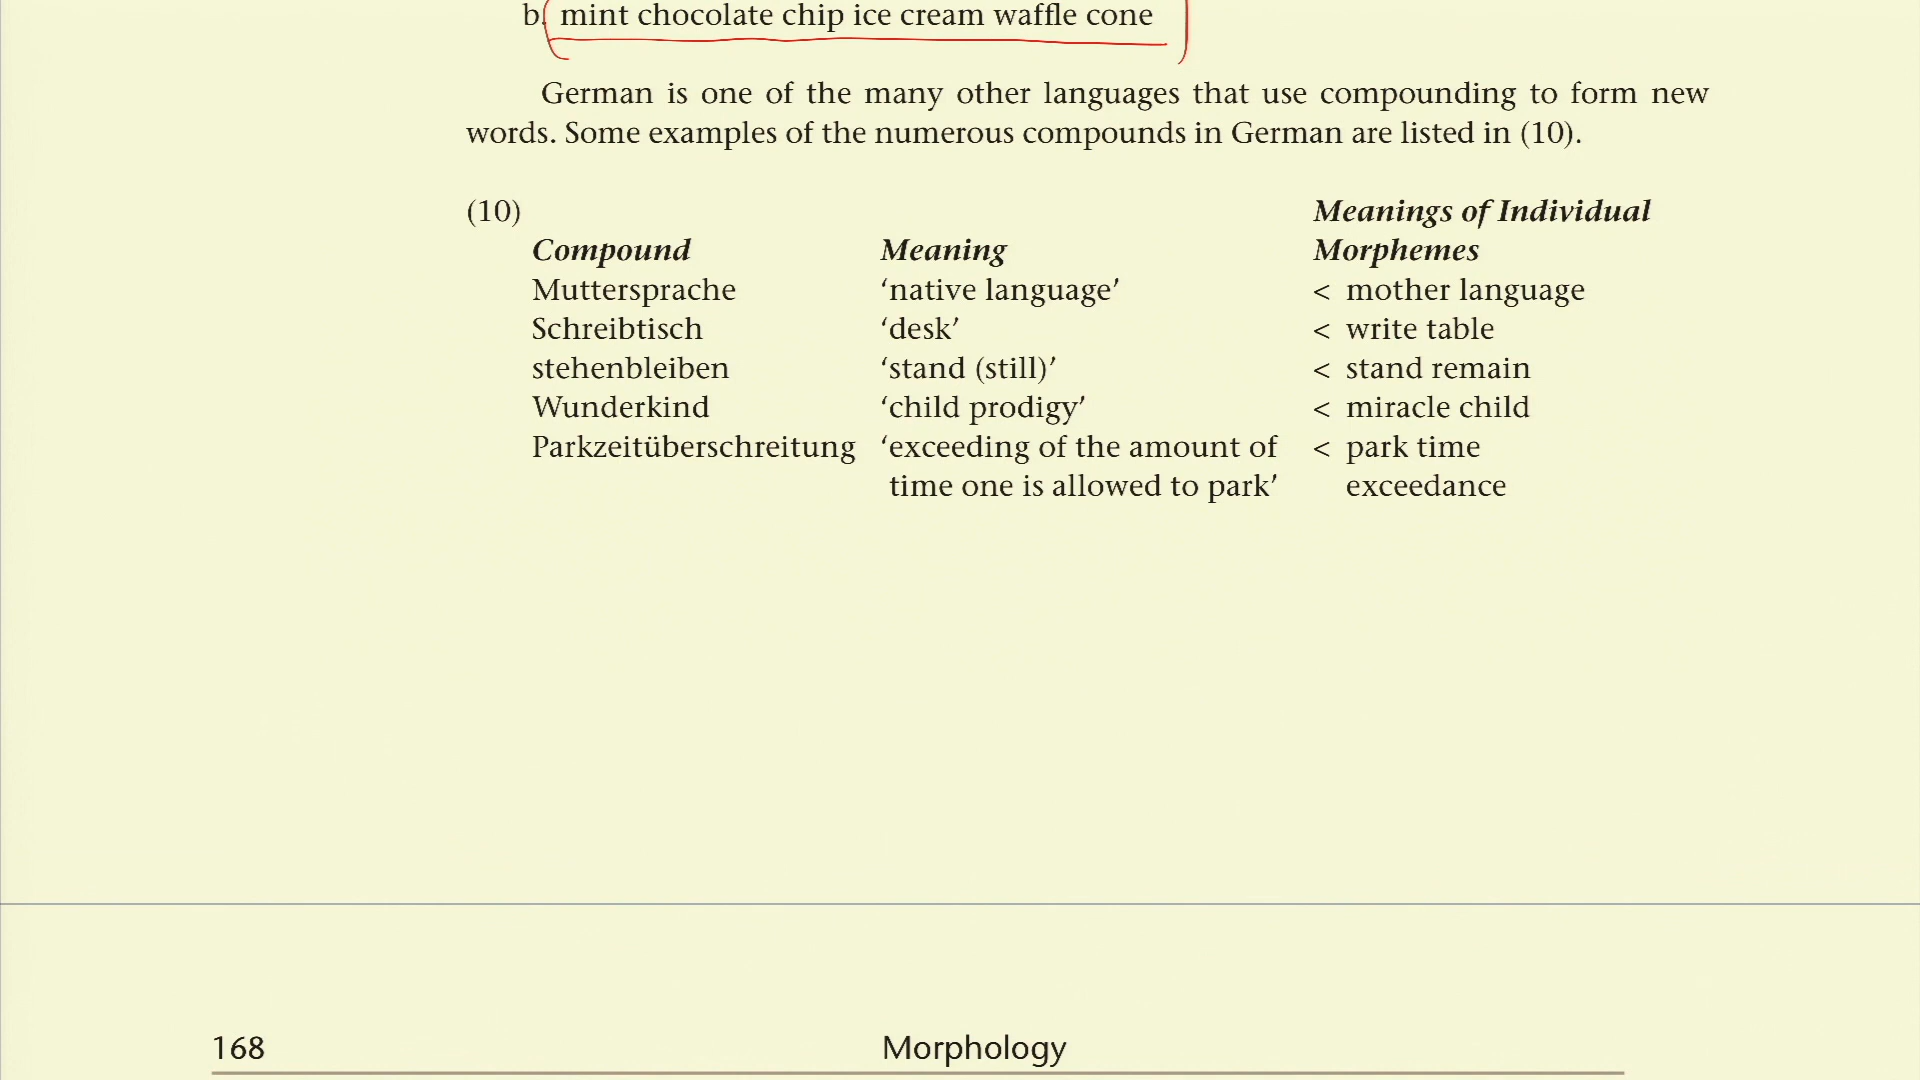 b. mint chocolate chip ice cream waffle cone
German is one of the many other languages that use compounding to form new
words. Some examples of the numerous compounds in German are listed in (10).
(10) Meanings of Individual
Compound Meaning Morphemes
Muttersprache ‘native language’ < mother language
Schreibtisch ‘desk’ < write table
stehenbleiben ‘stand (still)’ < stand remain
Wunderkind ‘child prodigy’ < miracle child
Parkzeitüberschreitung ‘exceeding of the amount of < park time
time one is allowed to park’ exceedance
168 Morphology